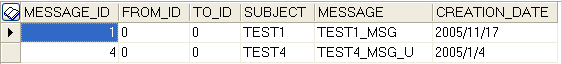 MESSAGE_ID FROM_ID TO_ID SUBJECT MESSAGE CREATION_DATE
1 0 0 TEST1 TEST1_MSG 2005/11/17
4 0 0 TEST4 TEST4_MSG_U 2005/1/4